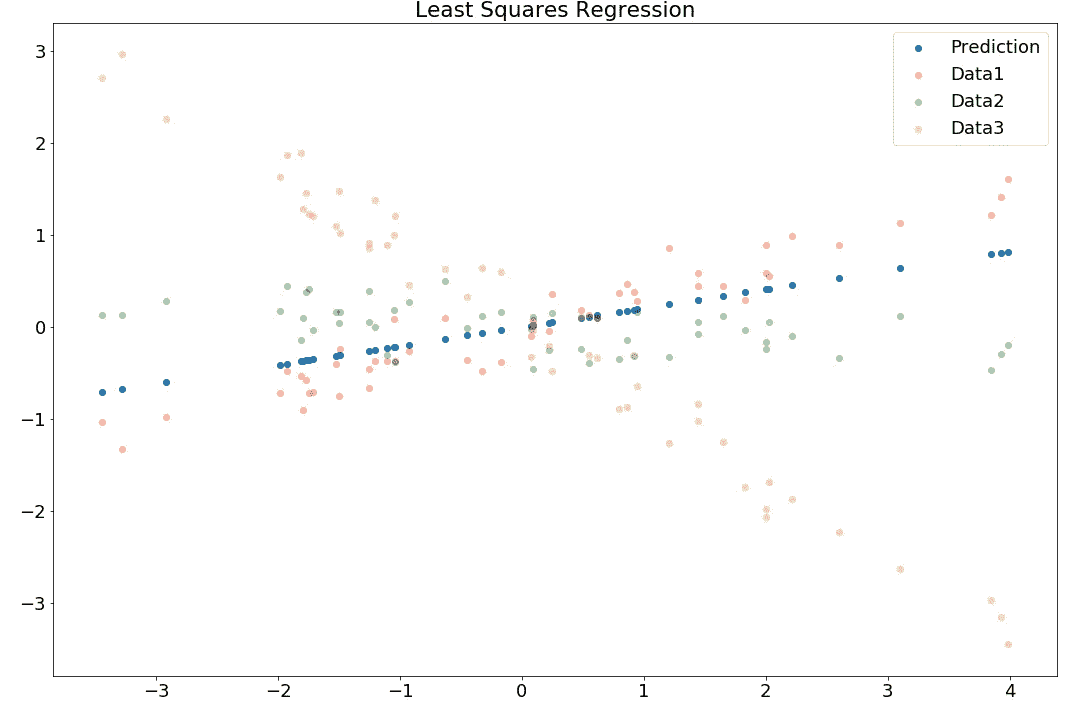 Least Squares Regression
Prediction
Data1
Data2
Data3
3
2
1
0
−1
−2
−3
−3 −2 −1 0 1 2 3 4